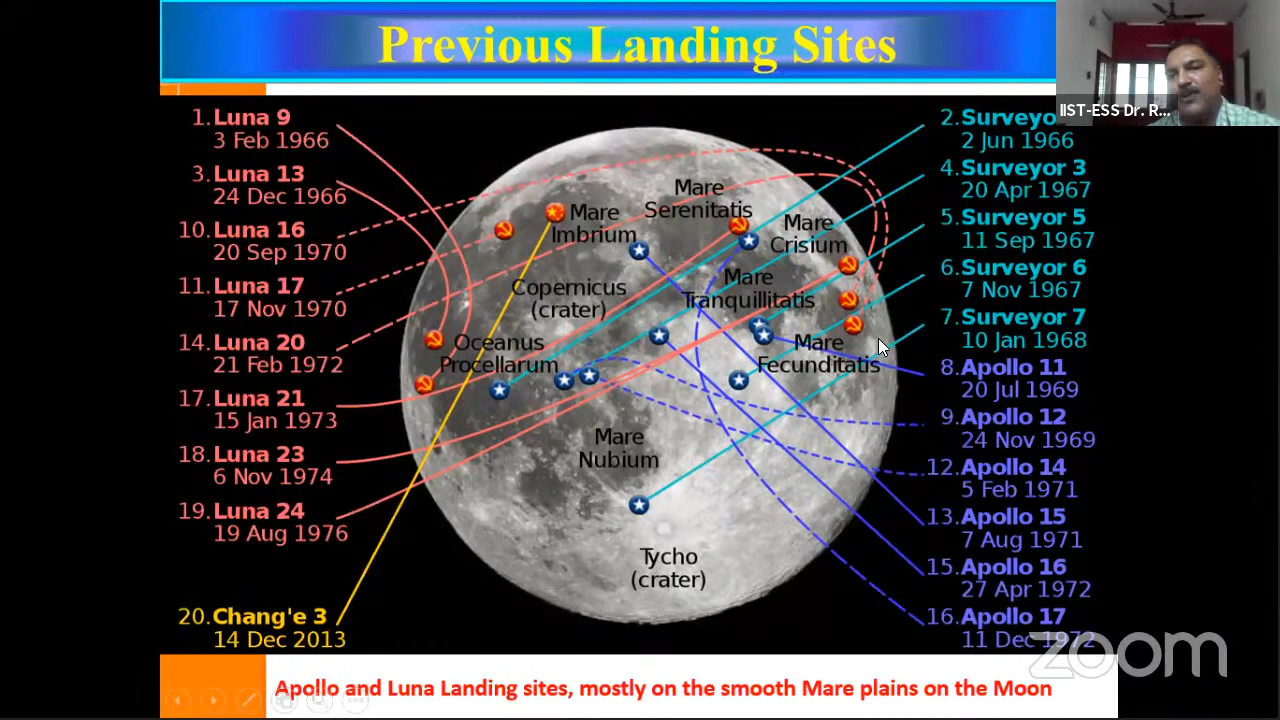 Previous Landing Sites
IIST-ESS Dr. R...
1. Luna 9
3 Feb 1966
3. Luna 13
24 Dec 1966
10. Luna 16
20 Sep 1970
11. Luna 17
17 Nov 1970
14. Luna 20
21 Feb 1972
17. Luna 21
15 Jan 1973
18. Luna 23
6 Nov 1974
19. Luna 24
19 Aug 1976
20. Chang'e 3
14 Dec 2013
Mare
Serenitatis
Mare
Imbrium
Mare
Crisium
Mare
Tranquillitatis
Copernicus
(crater)
Oceanus
Procellarum
Mare
Fecunditatis
Mare
Nubium
Tycho
(crater)
2. Surveyo
2 Jun 1966
4. Surveyor 3
20 Apr 1967
5. Surveyor 5
11 Sep 1967
6. Surveyor 6
7 Nov 1967
7. Surveyor 7
10 Jan 1968
8. Apollo 11
20 Jul 1969
9. Apollo 12
24 Nov 1969
12. Apollo 14
5 Feb 1971
13. Apollo 15
7 Aug 1971
15. Apollo 16
27 Apr 1972
16. Apollo 17
11 Dec 1972
zoom
Apollo and Luna Landing sites, mostly on the smooth Mare plains on the Moon